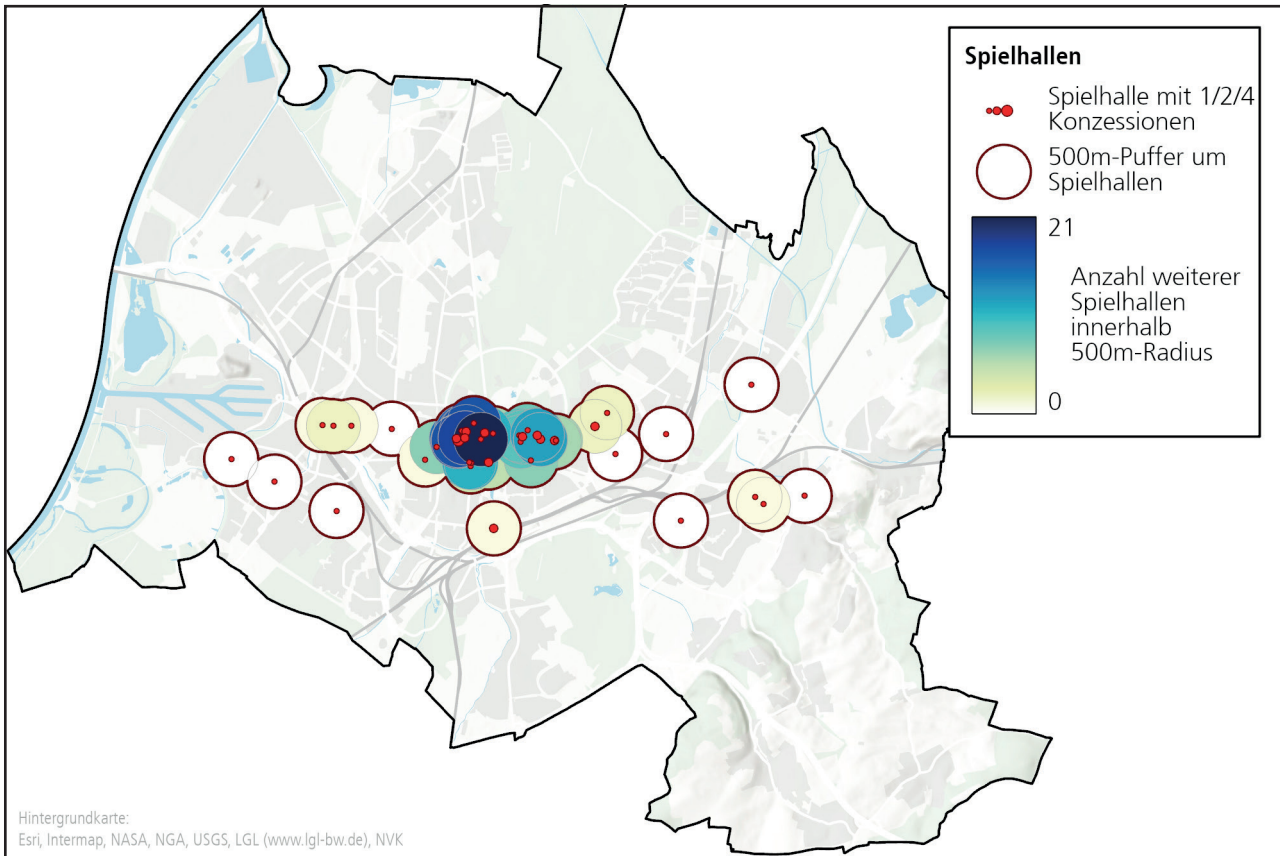 Spielhallen
Spielhalle mit 1/2/4
Konzessionen
500m-Puffer um
Spielhallen
21
Anzahl weiterer
Spielhallen
innerhalb
500m-Radius
0
Hintergrundkarte:
Esri, Intermap, NASA, NGA, USGS, LGL (www.lgl-bw.de), NVK